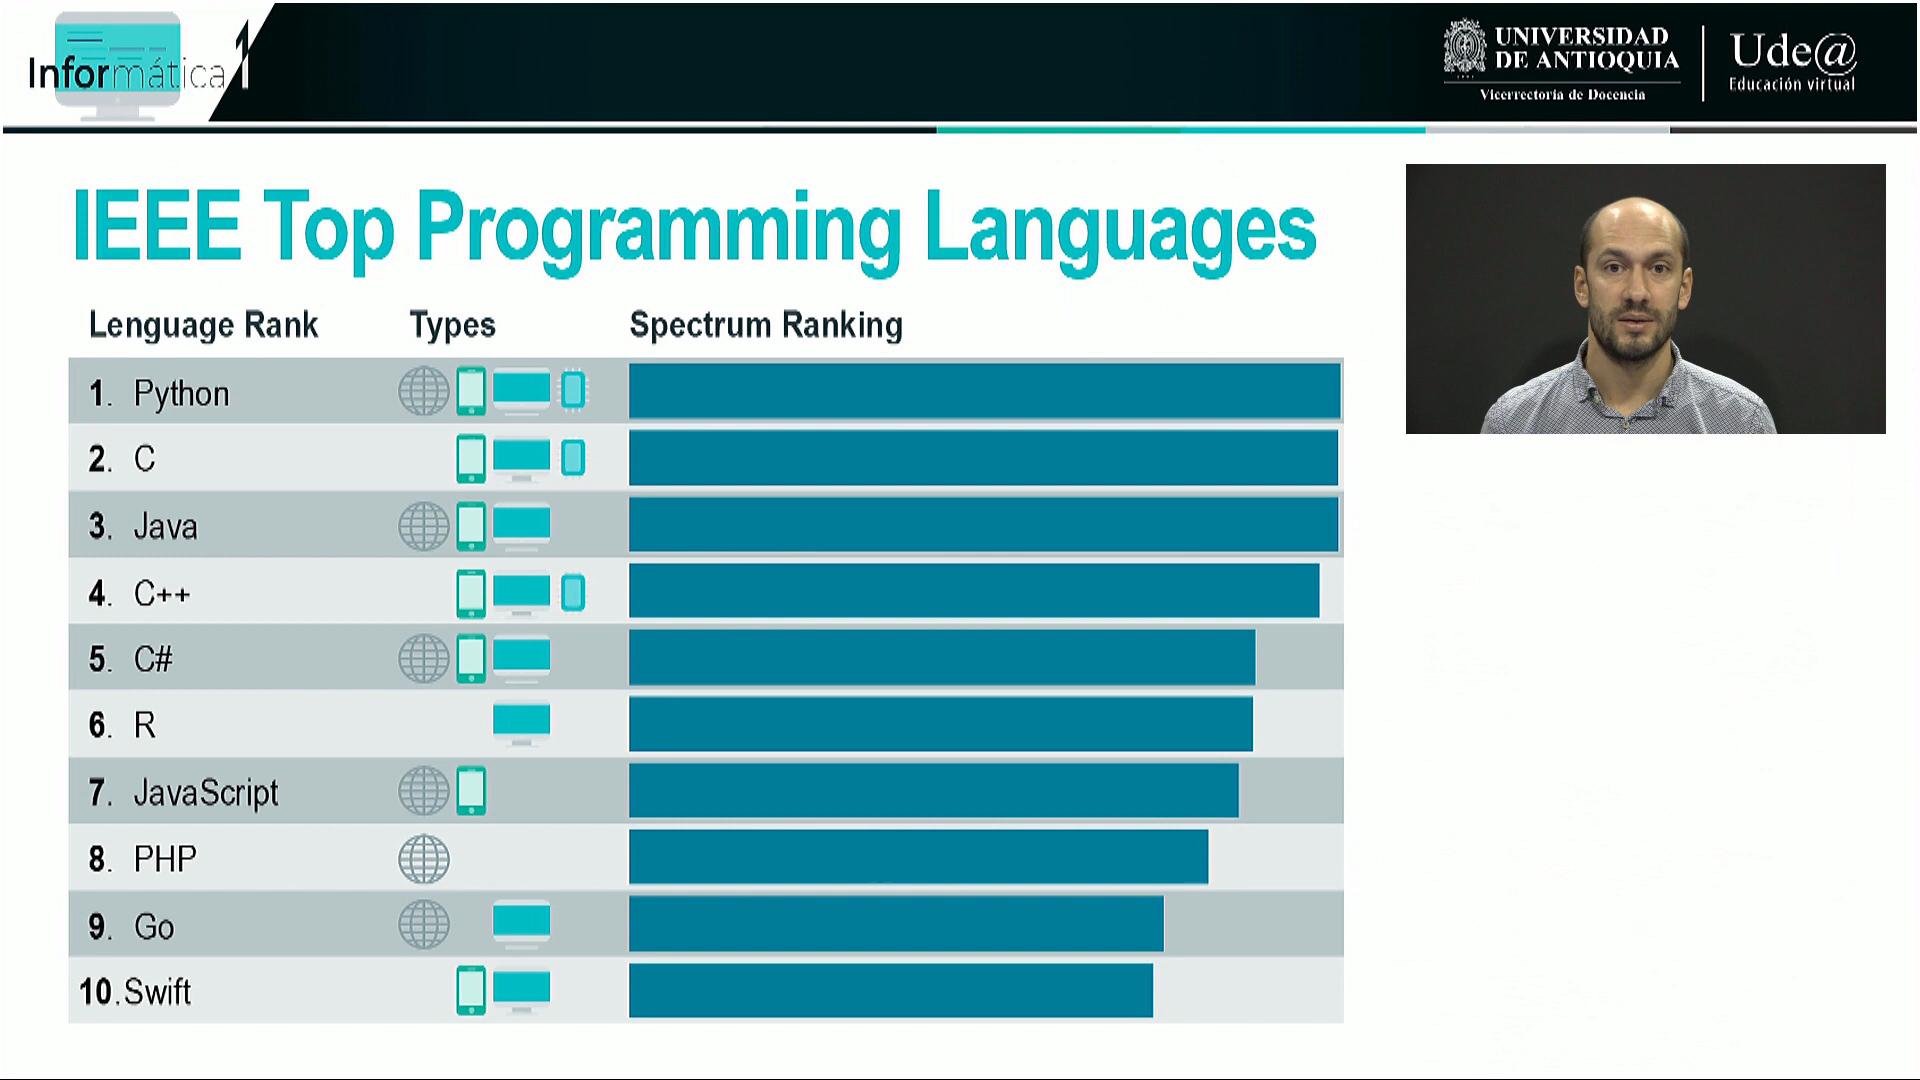 Informática 1
UNIVERSIDAD
DE ANTIOQUIA
Vicerrectoría de Docencia
Ude@
Educación virtual
IEEE Top Programming Languages
Lenguage Rank Types Spectrum Ranking
1. Python
2. C
3. Java
4. C++
5. C#
6. R
7. JavaScript
8. PHP
9. Go
10. Swift